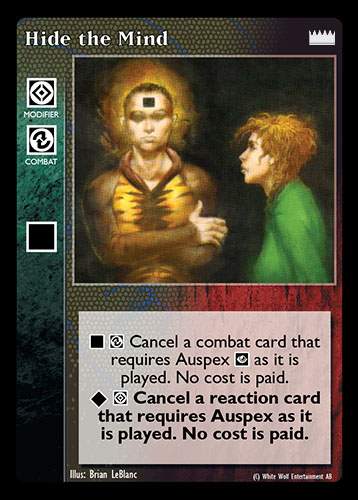 Hide the Mind
MODIFIER
COMBAT
Cancel a combat card that
requires Auspex as it is
played. No cost is paid.
Cancel a reaction card
that requires Auspex as it
is played. No cost is paid.
Illus: Brian LeBlanc
(C) White Wolf Entertainment AB